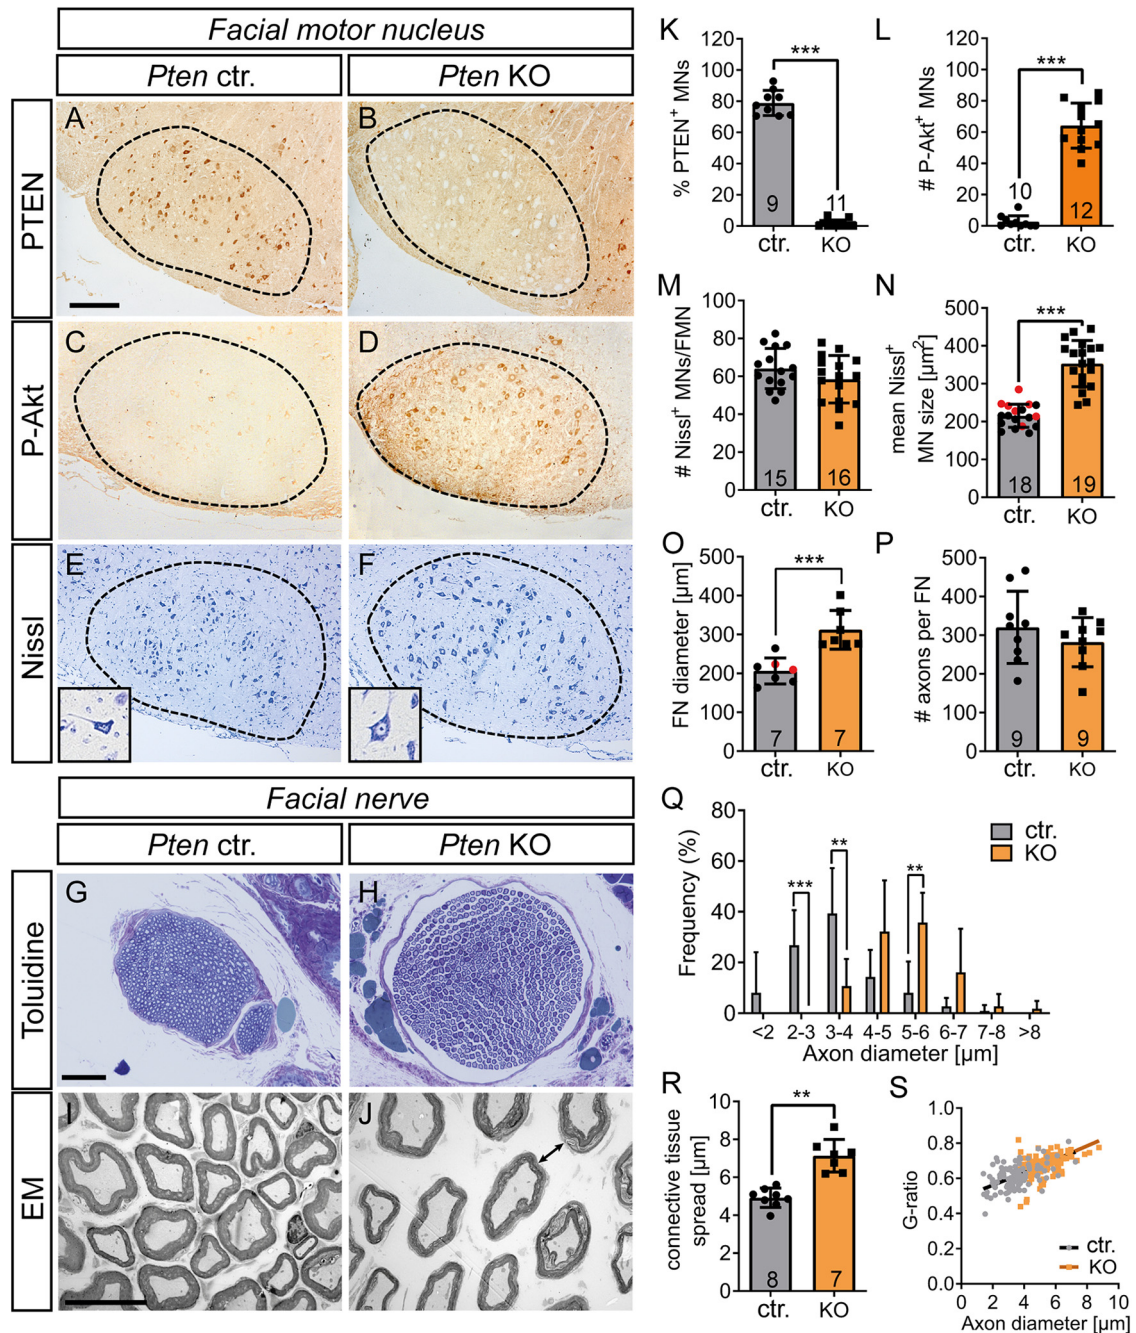 Facial motor nucleus
Pten ctr.
Pten KO
PTEN
A
B
P-Akt
C
D
Nissl
E
F
Facial nerve
Pten ctr.
Pten KO
Toluidine
G
H
EM
I
J
K
% PTEN+ MNs
120
100
80
60
40
20
0
***
9
11
ctr.
KO
L
# P-Akt+ MNs
120
100
80
60
40
20
0
***
10
12
ctr.
KO
M
# Nissl+ MNs/FMN
100
80
60
40
20
0
15
16
ctr.
KO
N
mean Nissl+
MN size [µm²]
500
400
300
200
100
0
***
18
19
ctr.
KO
O
FN diameter [µm]
500
400
300
200
100
0
***
7
7
ctr.
KO
P
# axons per FN
500
400
300
200
100
0
9
9
ctr.
KO
Q
Frequency (%)
80
60
40
20
0
***
**
**
ctr.
KO
<2 2-3 3-4 4-5 5-6 6-7 7-8 >8
Axon diameter [µm]
R
connective tissue
spread [µm]
10
8
6
4
2
0
**
8
7
ctr.
KO
S
G-ratio
1.0
0.8
0.6
0.4
0.2
0.0
ctr.
KO
0 2 4 6 8 10
Axon diameter [µm]